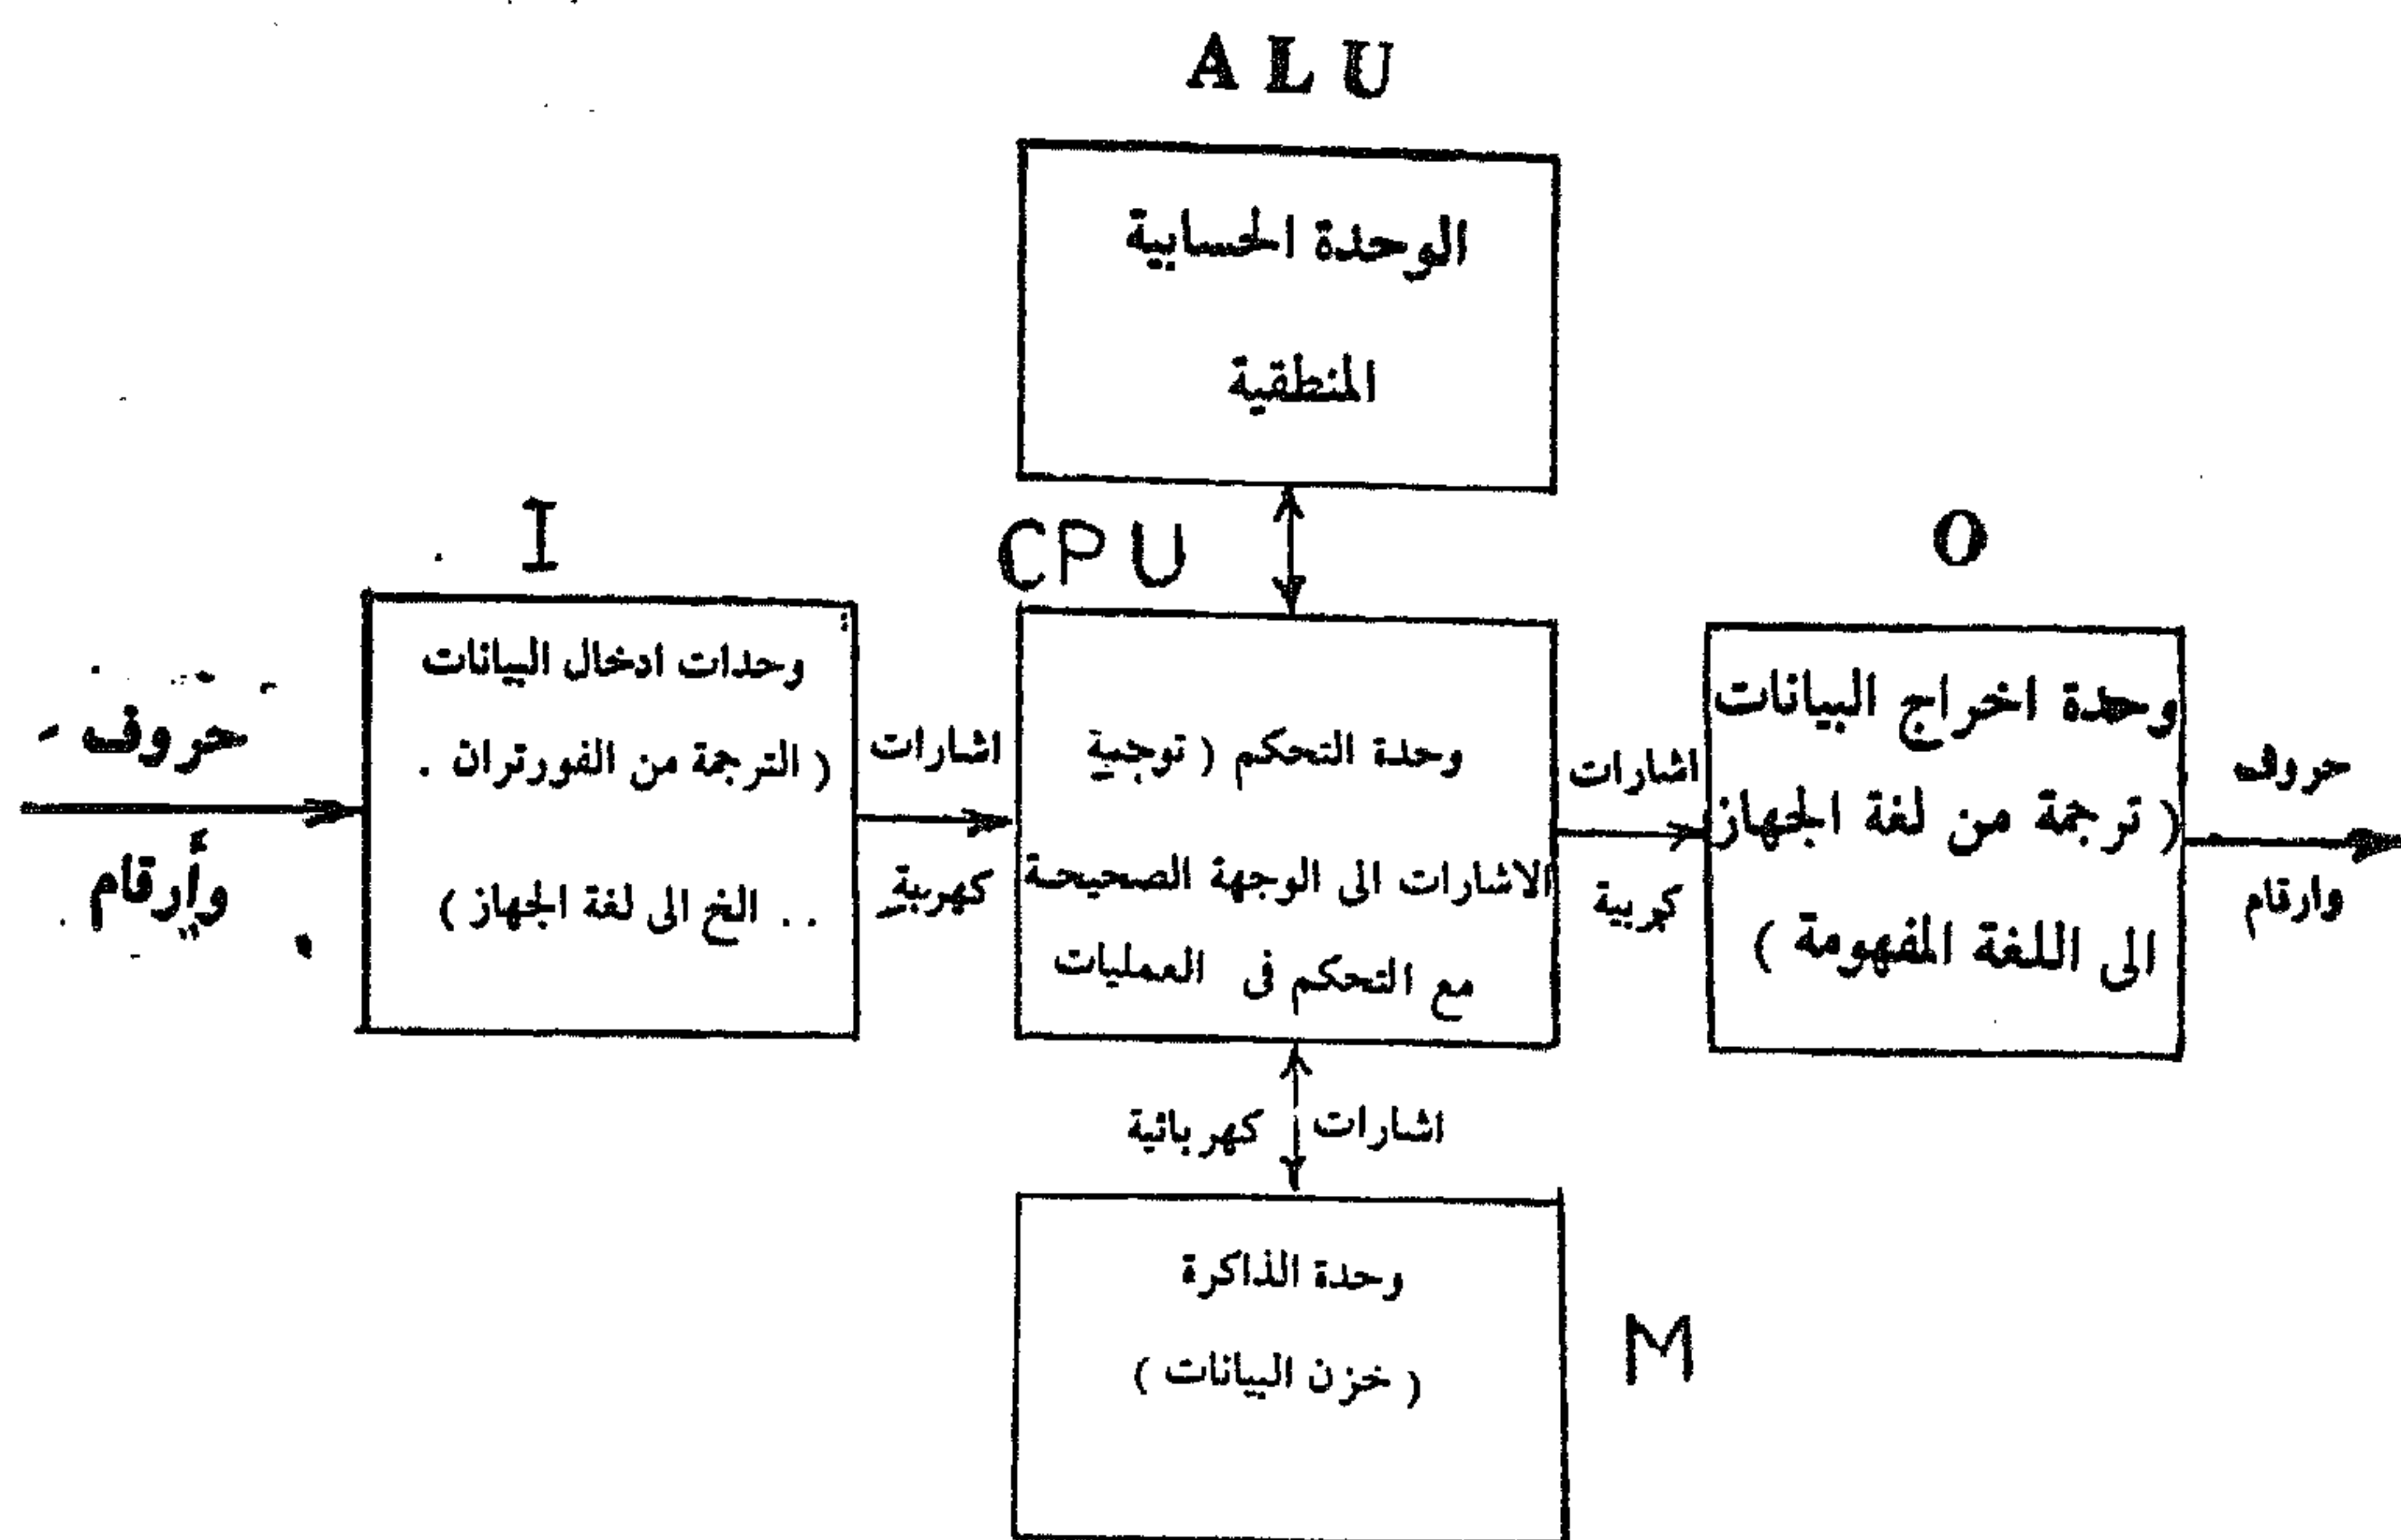 ALU
الوحدة الحسابية
المنطقية
I
CPU
O
حروف
وأرقام
وحدات ادخال البيانات
( الترجمة من الفورتران .
.. الخ الى لغة الجهاز )
اشارات
كهربية
وحدة التحكم ( توجية
الاشارات الى الوجهة الصحيحة
مع التحكم فى العمليات
اشارات
كربية
وحدة اخراج البيانات
( ترجمة من لغة الجهاز
الى اللغة المفهومة )
حروف
وارقام
اشارات كهربائية
وحدة الذاكرة
( خزن البيانات )
M